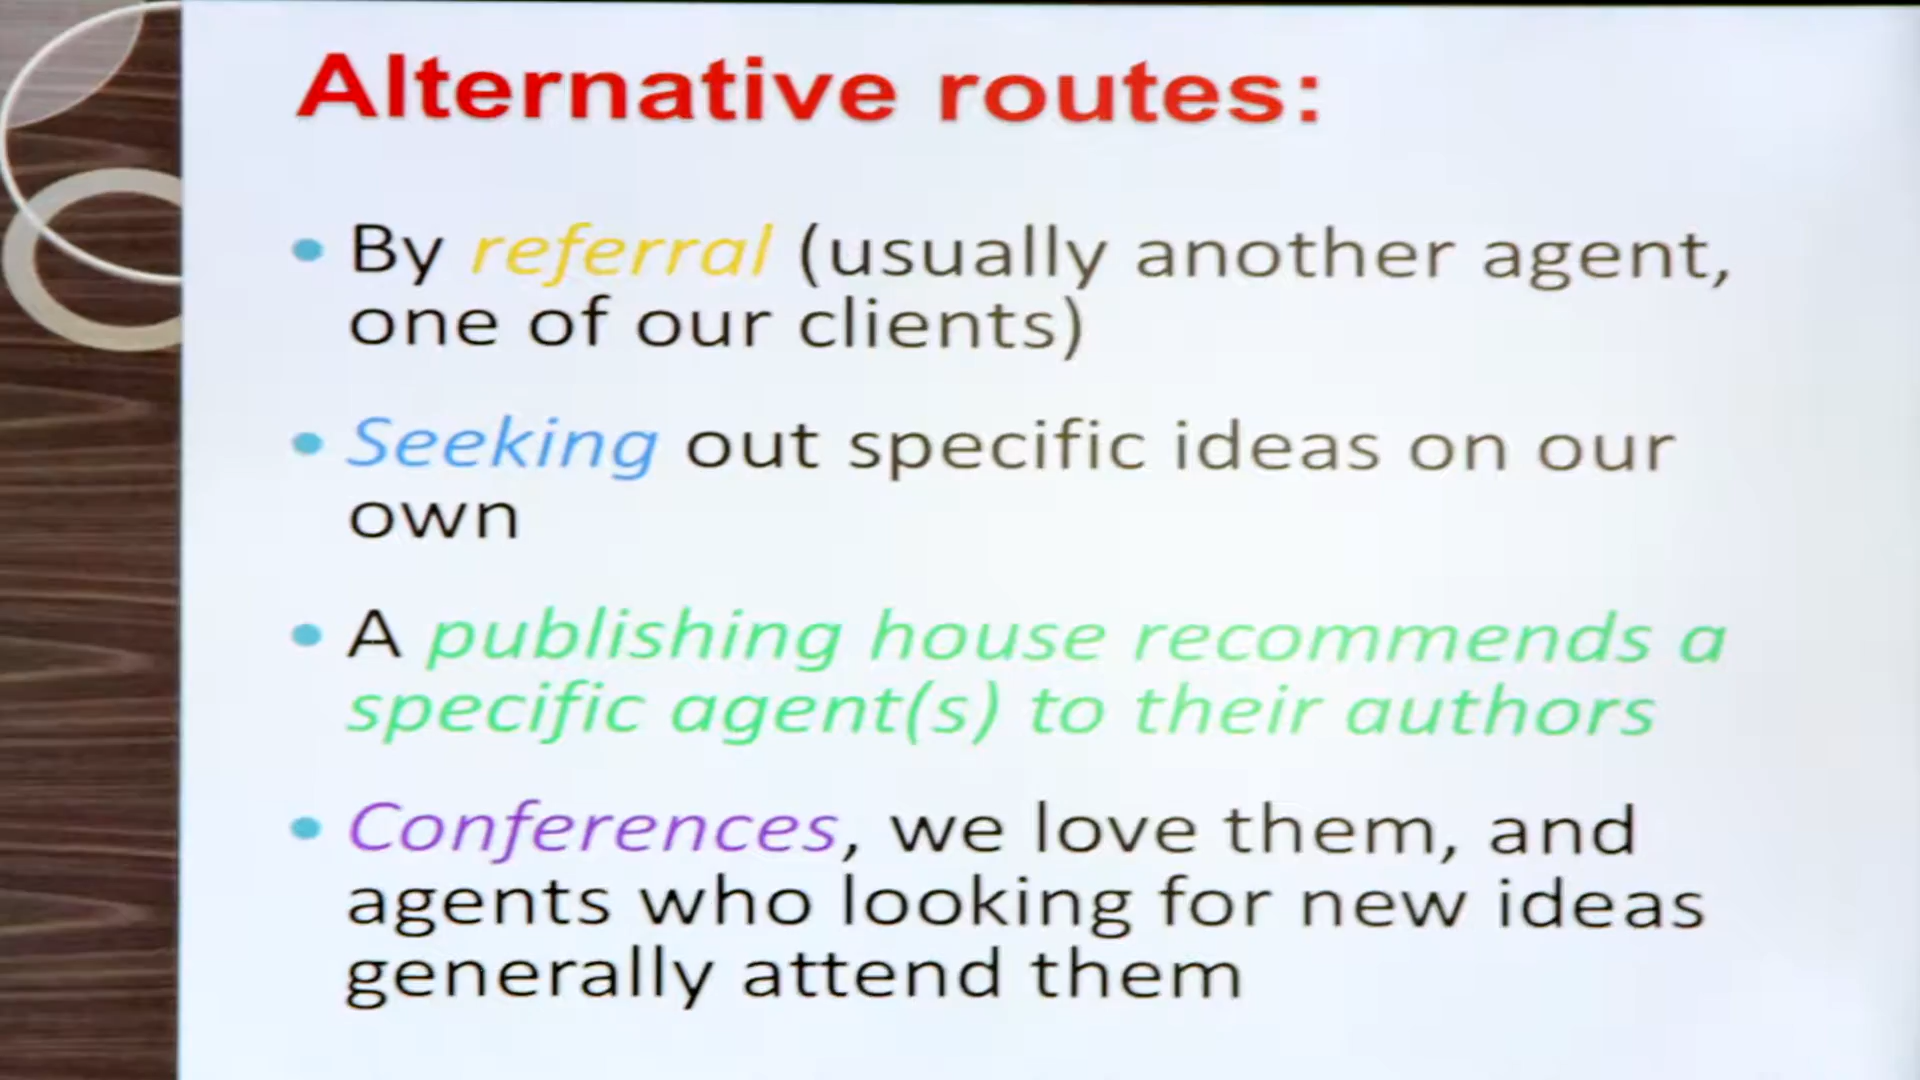 Alternative routes:
• By referral (usually another agent,
one of our clients)
• Seeking out specific ideas on our
own
• A publishing house recommends a
specific agent(s) to their authors
• Conferences, we love them, and
agents who looking for new ideas
generally attend them